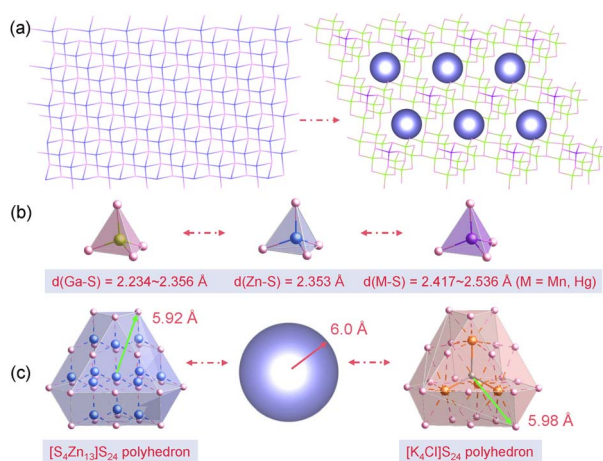 (a)
(b)
d(Ga-S) = 2.234~2.356 Å
d(Zn-S) = 2.353 Å
d(M-S) = 2.417~2.536 Å (M = Mn, Hg)
(c)
5.92 Å
6.0 Å
5.98 Å
[S₄Zn₁₃]S₂₄ polyhedron
[K₄Cl]S₂₄ polyhedron